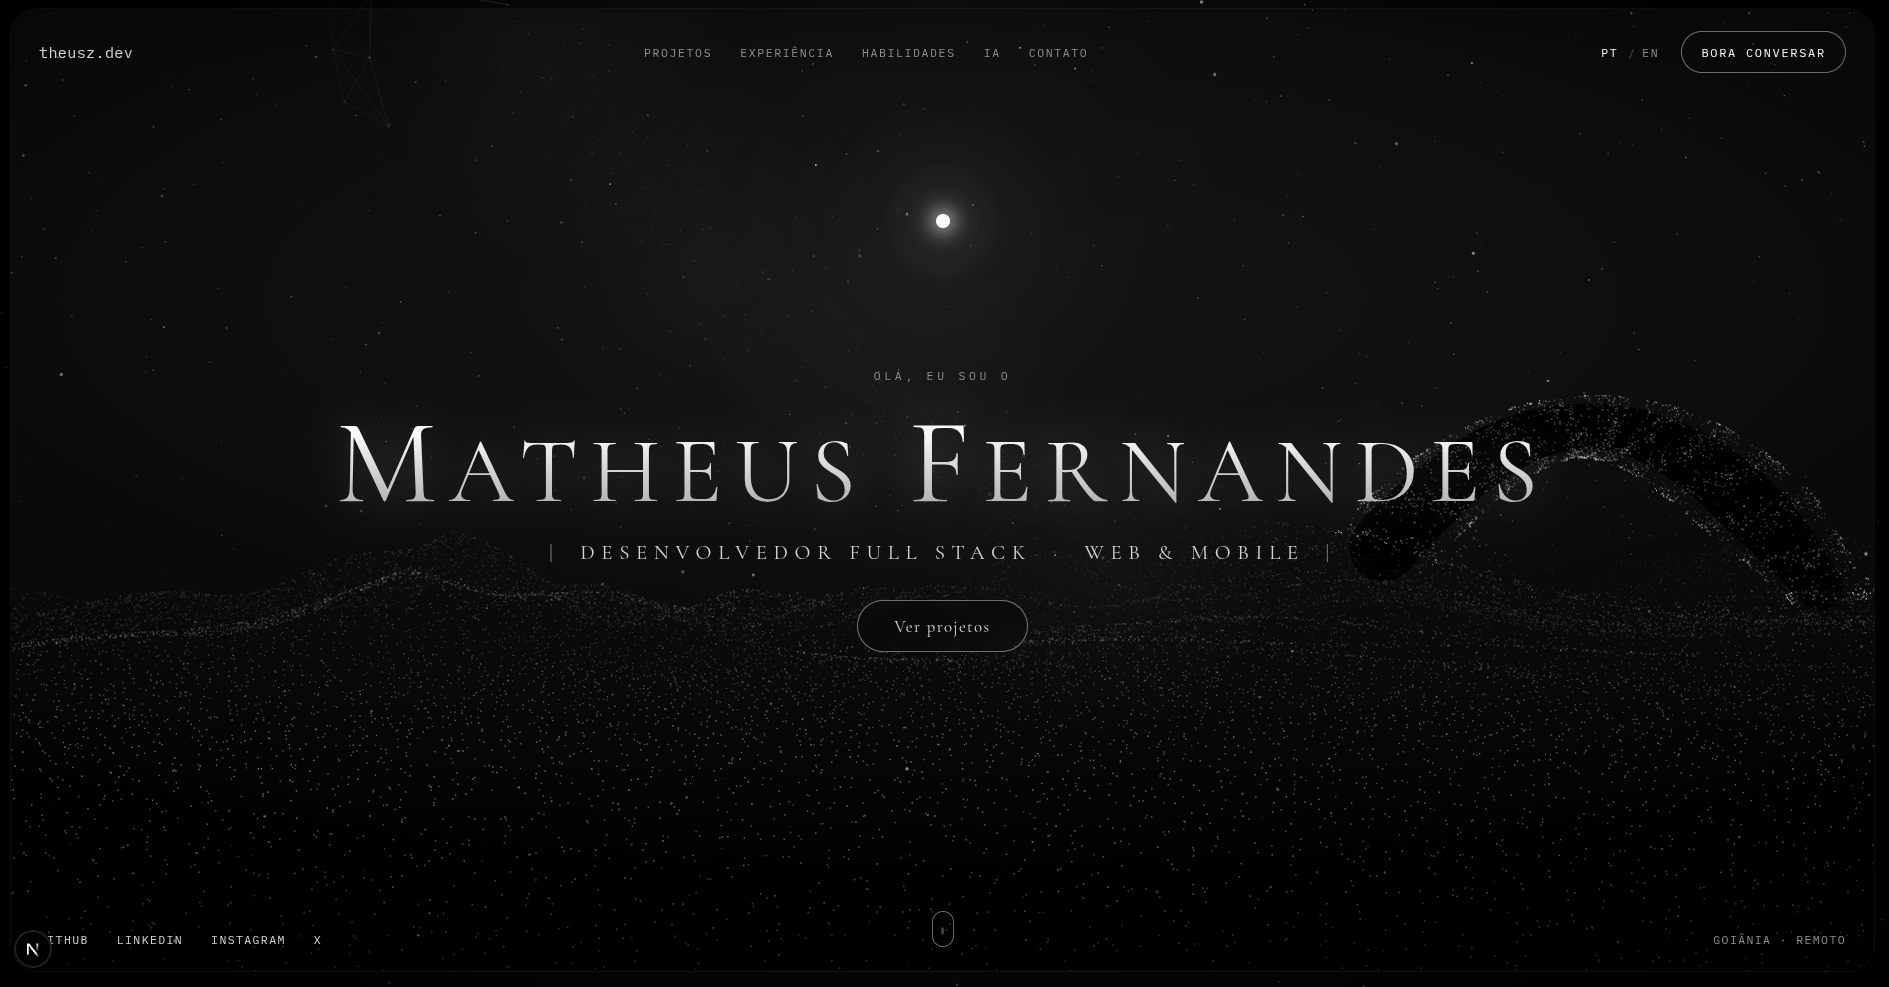 theusz.dev
PROJETOS EXPERIÊNCIA HABILIDADES IA CONTATO
PT / EN
BORA CONVERSAR
OLÁ, EU SOU O
MATHEUS FERNANDES
| DESENVOLVEDOR FULL STACK · WEB & MOBILE |
Ver projetos
N
ITHUB LINKEDIN INSTAGRAM X
GOIÂNIA · REMOTO